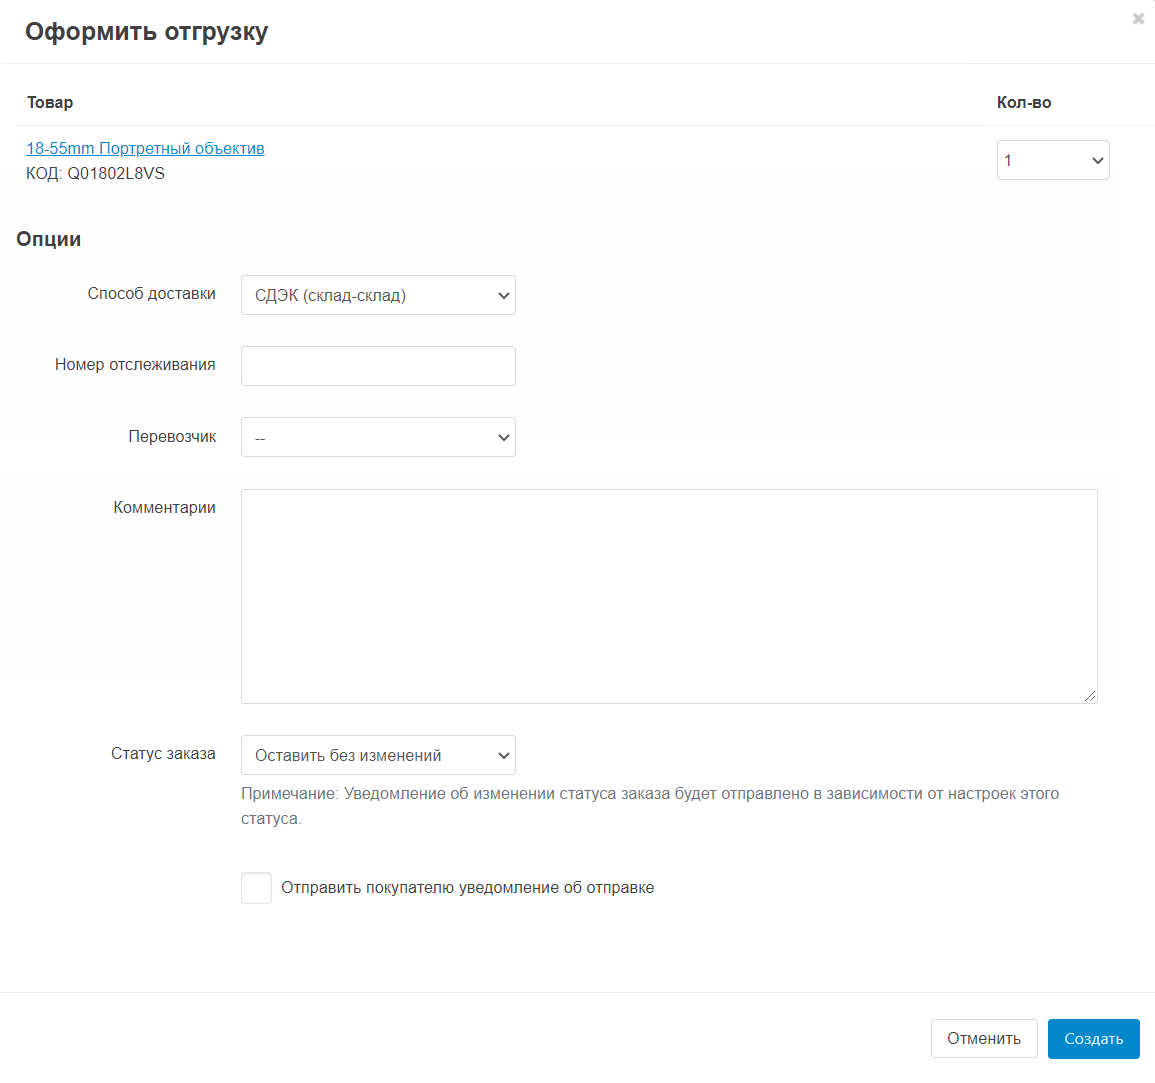 Оформить отгрузку
Товар Кол-во
18-55mm Портретный объектив
1
КОД: Q01802L8VS
Опции
Способ доставки СДЭК (склад-склад)
Номер отслеживания
Перевозчик --
Комментарии
Статус заказа Оставить без изменений
Примечание: Уведомление об изменении статуса заказа будет отправлено в зависимости от настроек этого
статуса.
Отправить покупателю уведомление об отправке
Отменить Создать